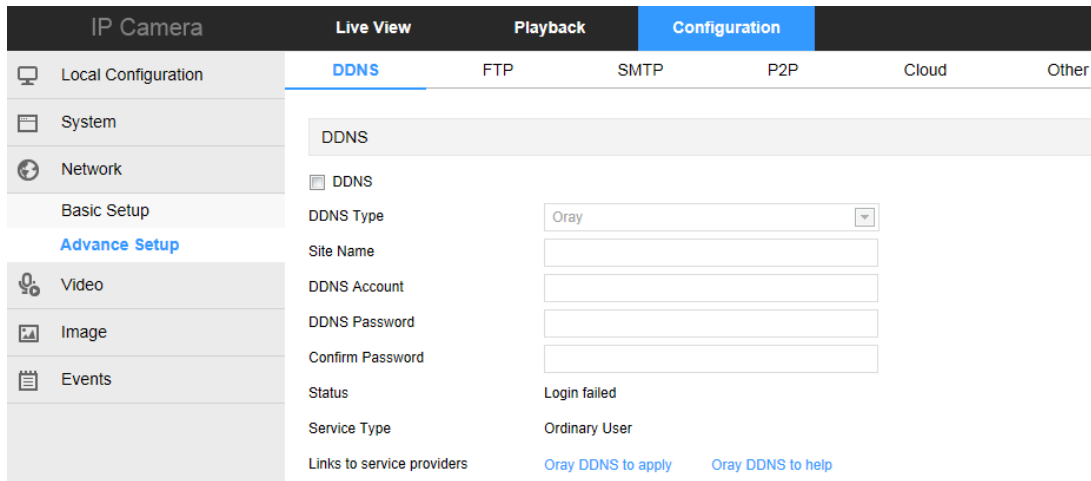 IP Camera Live View Playback Configuration
Local Configuration
System
Network
Basic Setup
Advance Setup
Video
Image
Events
DDNS FTP SMTP P2P Cloud Other
DDNS
DDNS
DDNS Type Oray
Site Name
DDNS Account
DDNS Password
Confirm Password
Status Login failed
Service Type Ordinary User
Links to service providers Oray DDNS to apply Oray DDNS to help